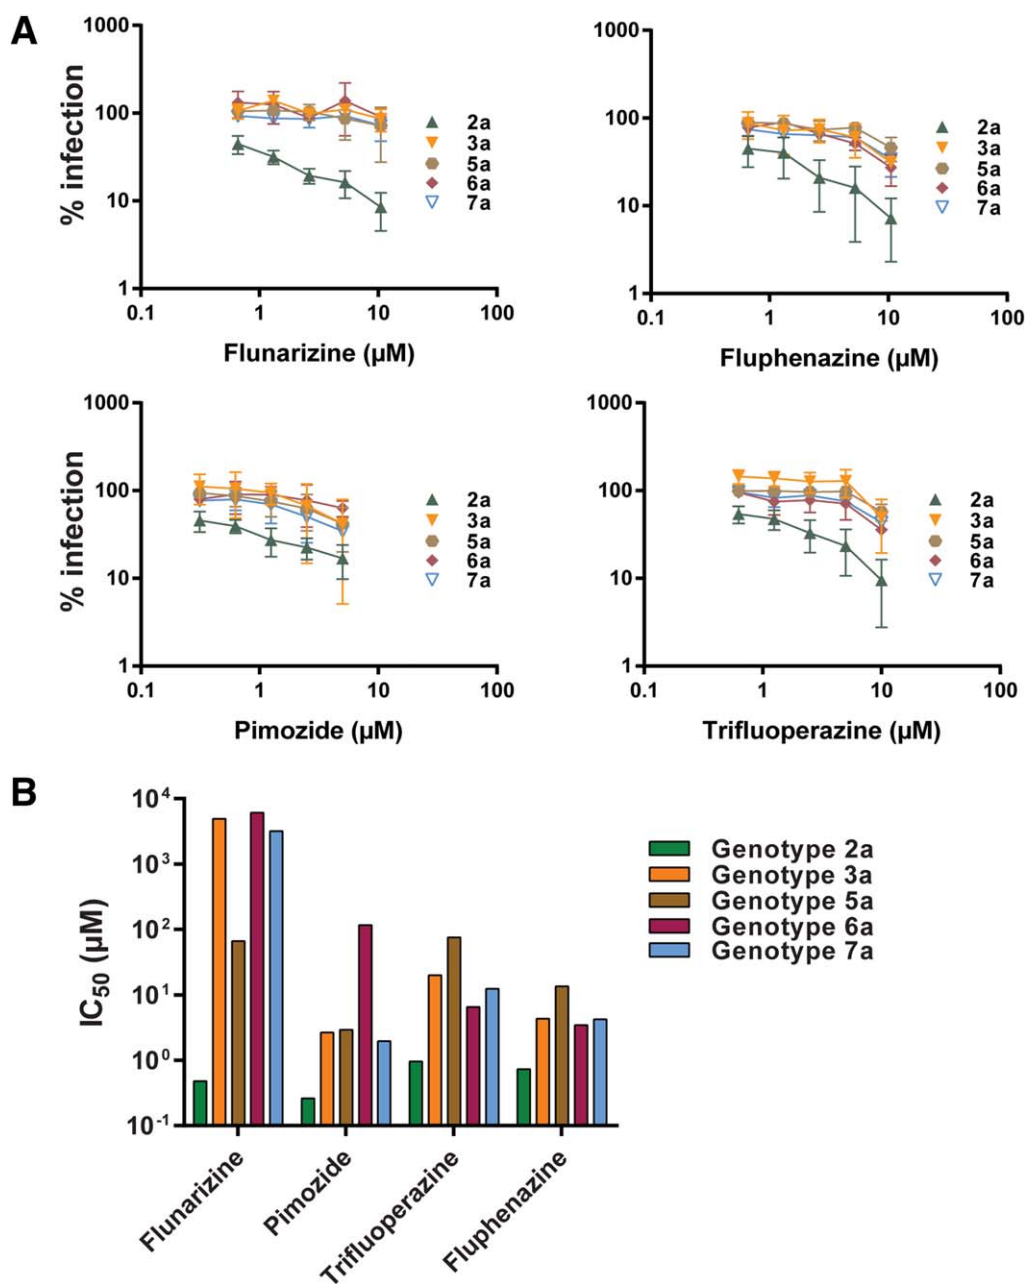 A
1000
100
10
1
% infection
0.1
1
10
100
Flunarizine (µM)
2a
3a
5a
6a
7a
1000
100
10
1
0.1
1
10
100
Fluphenazine (µM)
2a
3a
5a
6a
7a
1000
100
10
1
% infection
0.1
1
10
100
Pimozide (µM)
2a
3a
5a
6a
7a
1000
100
10
1
0.1
1
10
100
Trifluoperazine (µM)
2a
3a
5a
6a
7a
B
10⁴
10³
10²
10¹
10⁰
10⁻¹
IC₅₀ (µM)
Flunarizine
Pimozide
Trifluoperazine
Fluphenazine
Genotype 2a
Genotype 3a
Genotype 5a
Genotype 6a
Genotype 7a